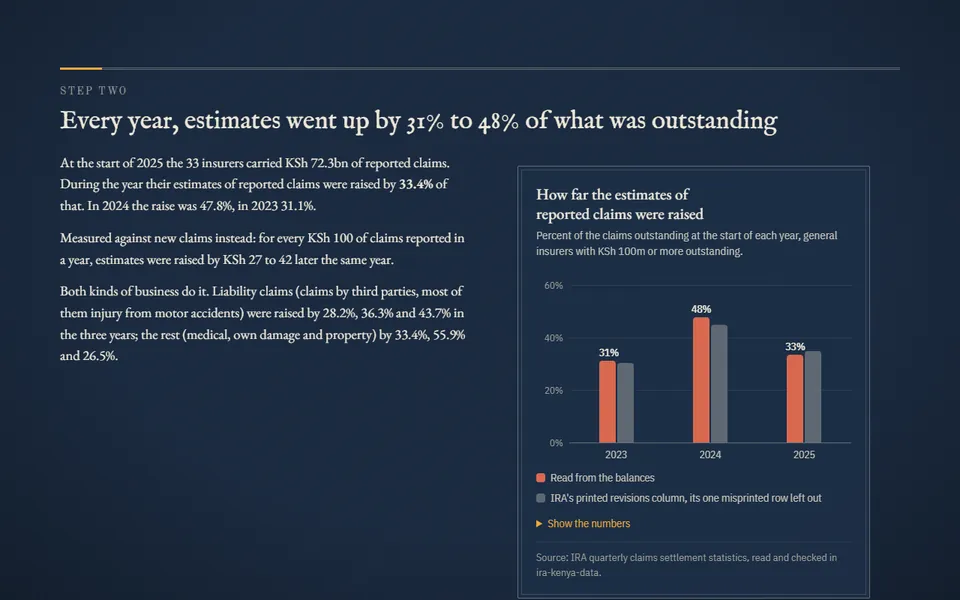 STEP TWO
Every year, estimates went up by 31% to 48% of what was outstanding
At the start of 2025 the 33 insurers carried KSh 72.3bn of reported claims.
During the year their estimates of reported claims were raised by 33.4% of
that. In 2024 the raise was 47.8%, in 2023 31.1%.
Measured against new claims instead: for every KSh 100 of claims reported in
a year, estimates were raised by KSh 27 to 42 later the same year.
Both kinds of business do it. Liability claims (claims by third parties, most of
them injury from motor accidents) were raised by 28.2%, 36.3% and 43.7% in
the three years; the rest (medical, own damage and property) by 33.4%, 55.9%
and 26.5%.
How far the estimates of
reported claims were raised
Percent of the claims outstanding at the start of each year, general
insurers with KSh 100m or more outstanding.
60%
40%
20%
0%
31%
48%
33%
2023
2024
2025
Read from the balances
IRA's printed revisions column, its one misprinted row left out
Show the numbers
Source: IRA quarterly claims settlement statistics, read and checked in
ira-kenya-data.